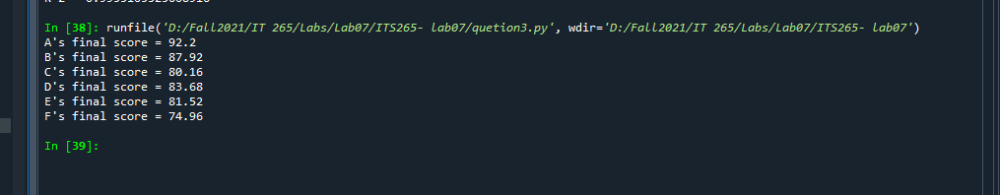 In [38]: runfile('D:/Fall2021/IT 265/Labs/Lab07/ITS265- lab07/quetion3.py', wdir='D:/Fall2021/IT 265/Labs/Lab07/ITS265- lab07')
A's final score = 92.2
B's final score = 87.92
C's final score = 80.16
D's final score = 83.68
E's final score = 81.52
F's final score = 74.96
In [39]: